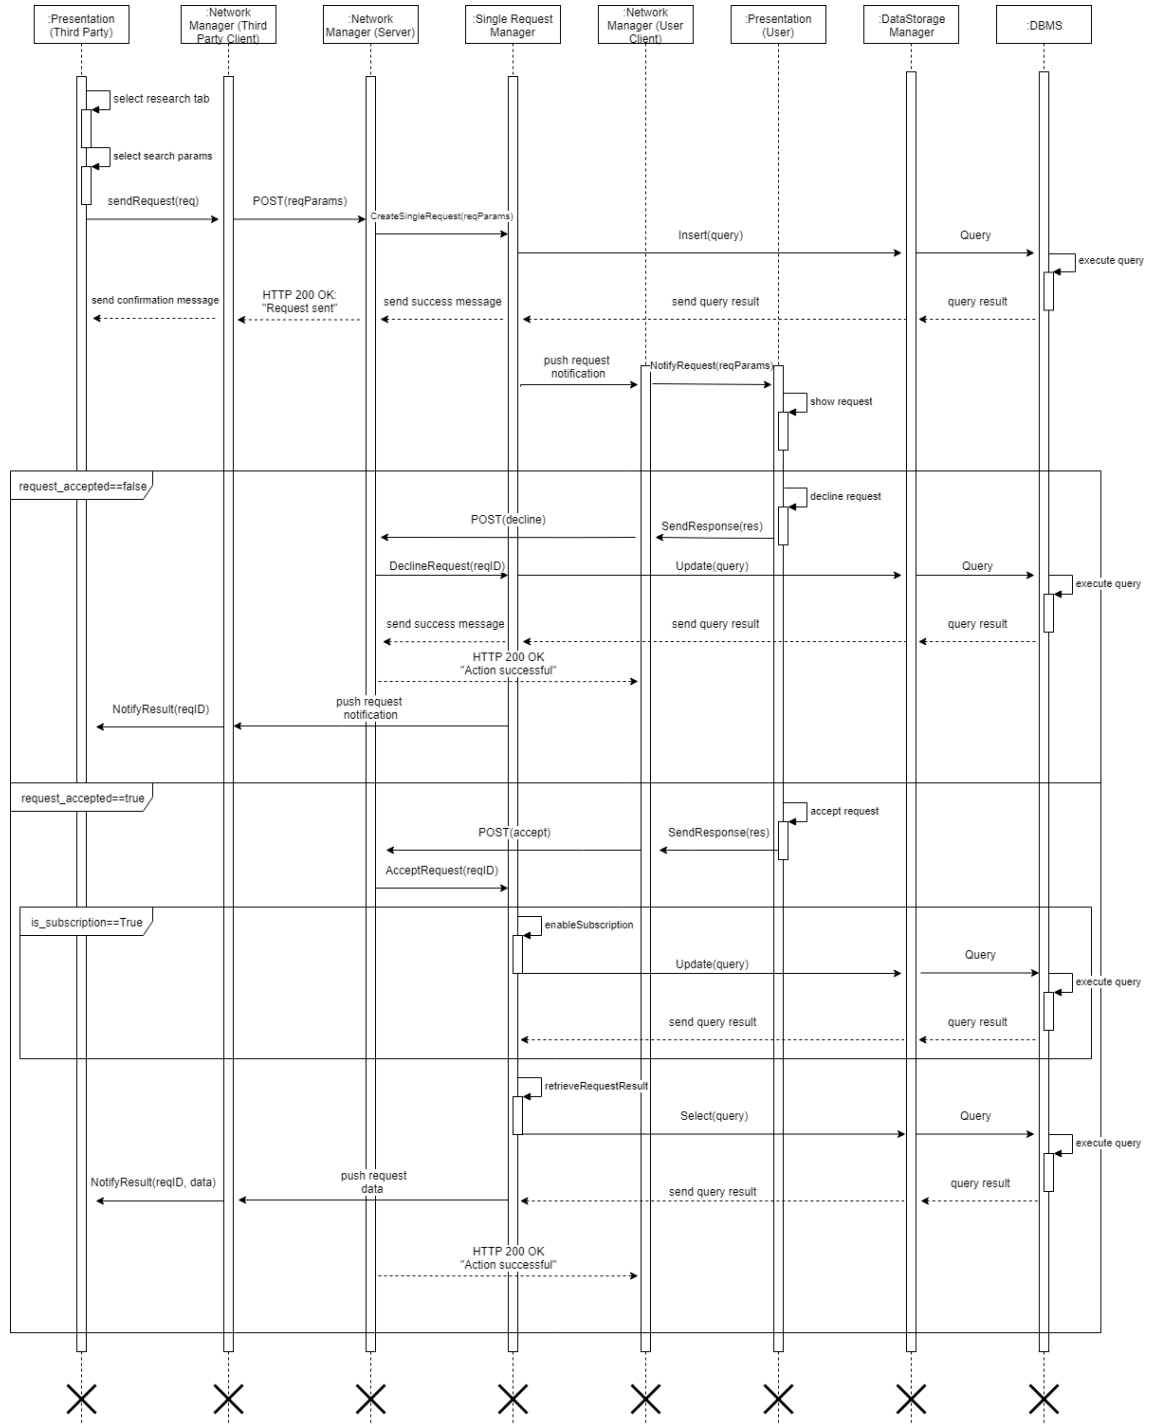 :Presentation
(Third Party)
:Network
Manager (Third
Party Client)
:Network
Manager (Server)
:Single Request
Manager
:Network
Manager (User
Client)
:Presentation
(User)
:DataStorage
Manager
:DBMS
select research tab
select search params
sendRequest(req)
POST(reqParams)
CreateSingleRequest(reqParams)
Insert(query)
Query
execute query
send confirmation message
HTTP 200 OK:
"Request sent"
send success message
send query result
query result
push request
notification
NotifyRequest(reqParams)
show request
request_accepted==false
decline request
POST(decline)
SendResponse(res)
DeclineRequest(reqID)
Update(query)
Query
execute query
send success message
send query result
query result
HTTP 200 OK
"Action successful"
NotifyResult(reqID)
push request
notification
request_accepted==true
accept request
POST(accept)
SendResponse(res)
AcceptRequest(reqID)
is_subscription==True
enableSubscription
Update(query)
Query
execute query
send query result
query result
retrieveRequestResult
Select(query)
Query
execute query
NotifyResult(reqID, data)
push request
data
send query result
query result
HTTP 200 OK
"Action successful"